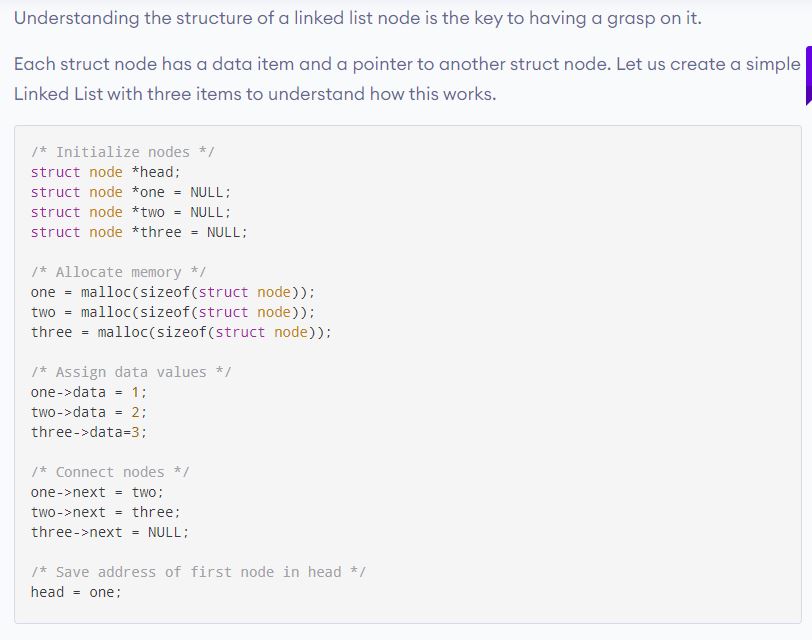 Understanding the structure of a linked list node is the key to having a grasp on it.
Each struct node has a data item and a pointer to another struct node. Let us create a simple
Linked List with three items to understand how this works.
/* Initialize nodes */
struct node *head;
struct node *one = NULL;
struct node *two = NULL;
struct node *three = NULL;
/* Allocate memory */
one = malloc(sizeof(struct node));
two = malloc(sizeof(struct node));
three = malloc(sizeof(struct node));
/* Assign data values */
one->data = 1;
two->data = 2;
three->data=3;
/* Connect nodes */
one->next = two;
two->next = three;
three->next = NULL;
/* Save address of first node in head */
head = one;